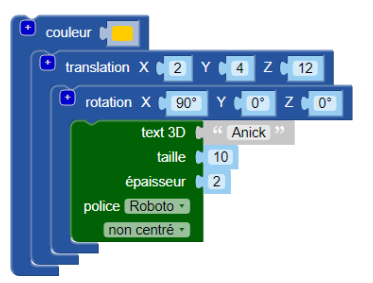 couleur
translation X 2 Y 4 Z 12
rotation X 90° Y 0° Z 0°
text 3D “ Anick ”
taille 10
épaisseur 2
police Roboto
non centré